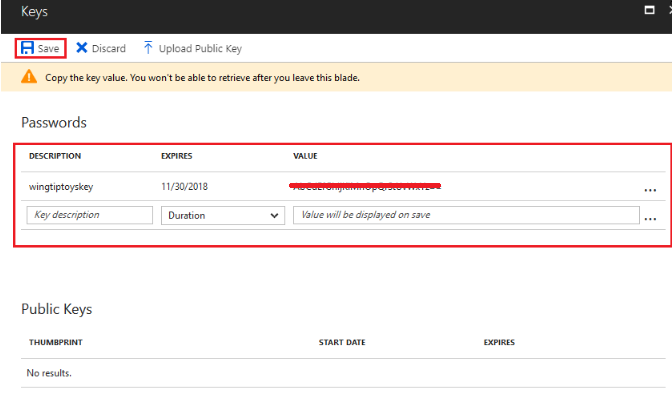 Keys
Save Discard Upload Public Key
Copy the key value. You won't be able to retrieve after you leave this blade.
Passwords
DESCRIPTION EXPIRES VALUE
wingtiptoyskey 11/30/2018 ...
Key description Duration Value will be displayed on save ...
Public Keys
THUMBPRINT START DATE EXPIRES
No results.